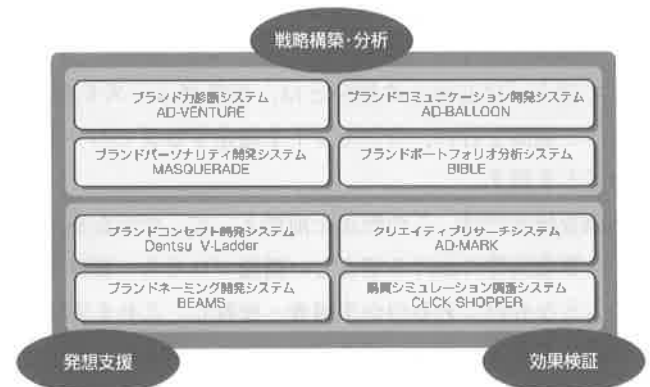 戦略構築・分析
ブランド力診断システム
AD-VENTURE
ブランドコミュニケーション開発システム
AD-BALLOON
ブランドパーソナリティ開発システム
MASQUERADE
ブランドポートフォリオ分析システム
BIBLE
ブランドコンセプト開発システム
Dentsu V-Ladder
クリエイティブリサーチシステム
AD-MARK
ブランドネーミング開発システム
BEAMS
購買シミュレーション調査システム
CLICK SHOPPER
発想支援
効果検証